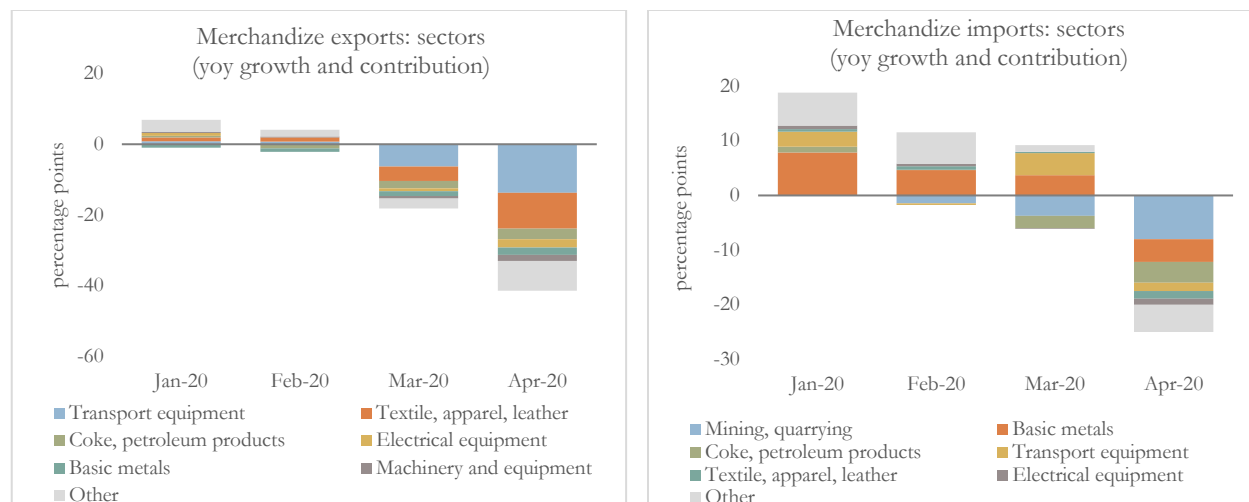 Merchandize exports: sectors
(yoy growth and contribution)
percentage points
20
0
-20
-40
-60
Jan-20 Feb-20 Mar-20 Apr-20
Transport equipment Textile, apparel, leather
Coke, petroleum products Electrical equipment
Basic metals Machinery and equipment
Other
Merchandize imports: sectors
(yoy growth and contribution)
percentage points
20
10
0
-10
-20
-30
Jan-20 Feb-20 Mar-20 Apr-20
Mining, quarrying Basic metals
Coke, petroleum products Transport equipment
Textile, apparel, leather Electrical equipment
Other